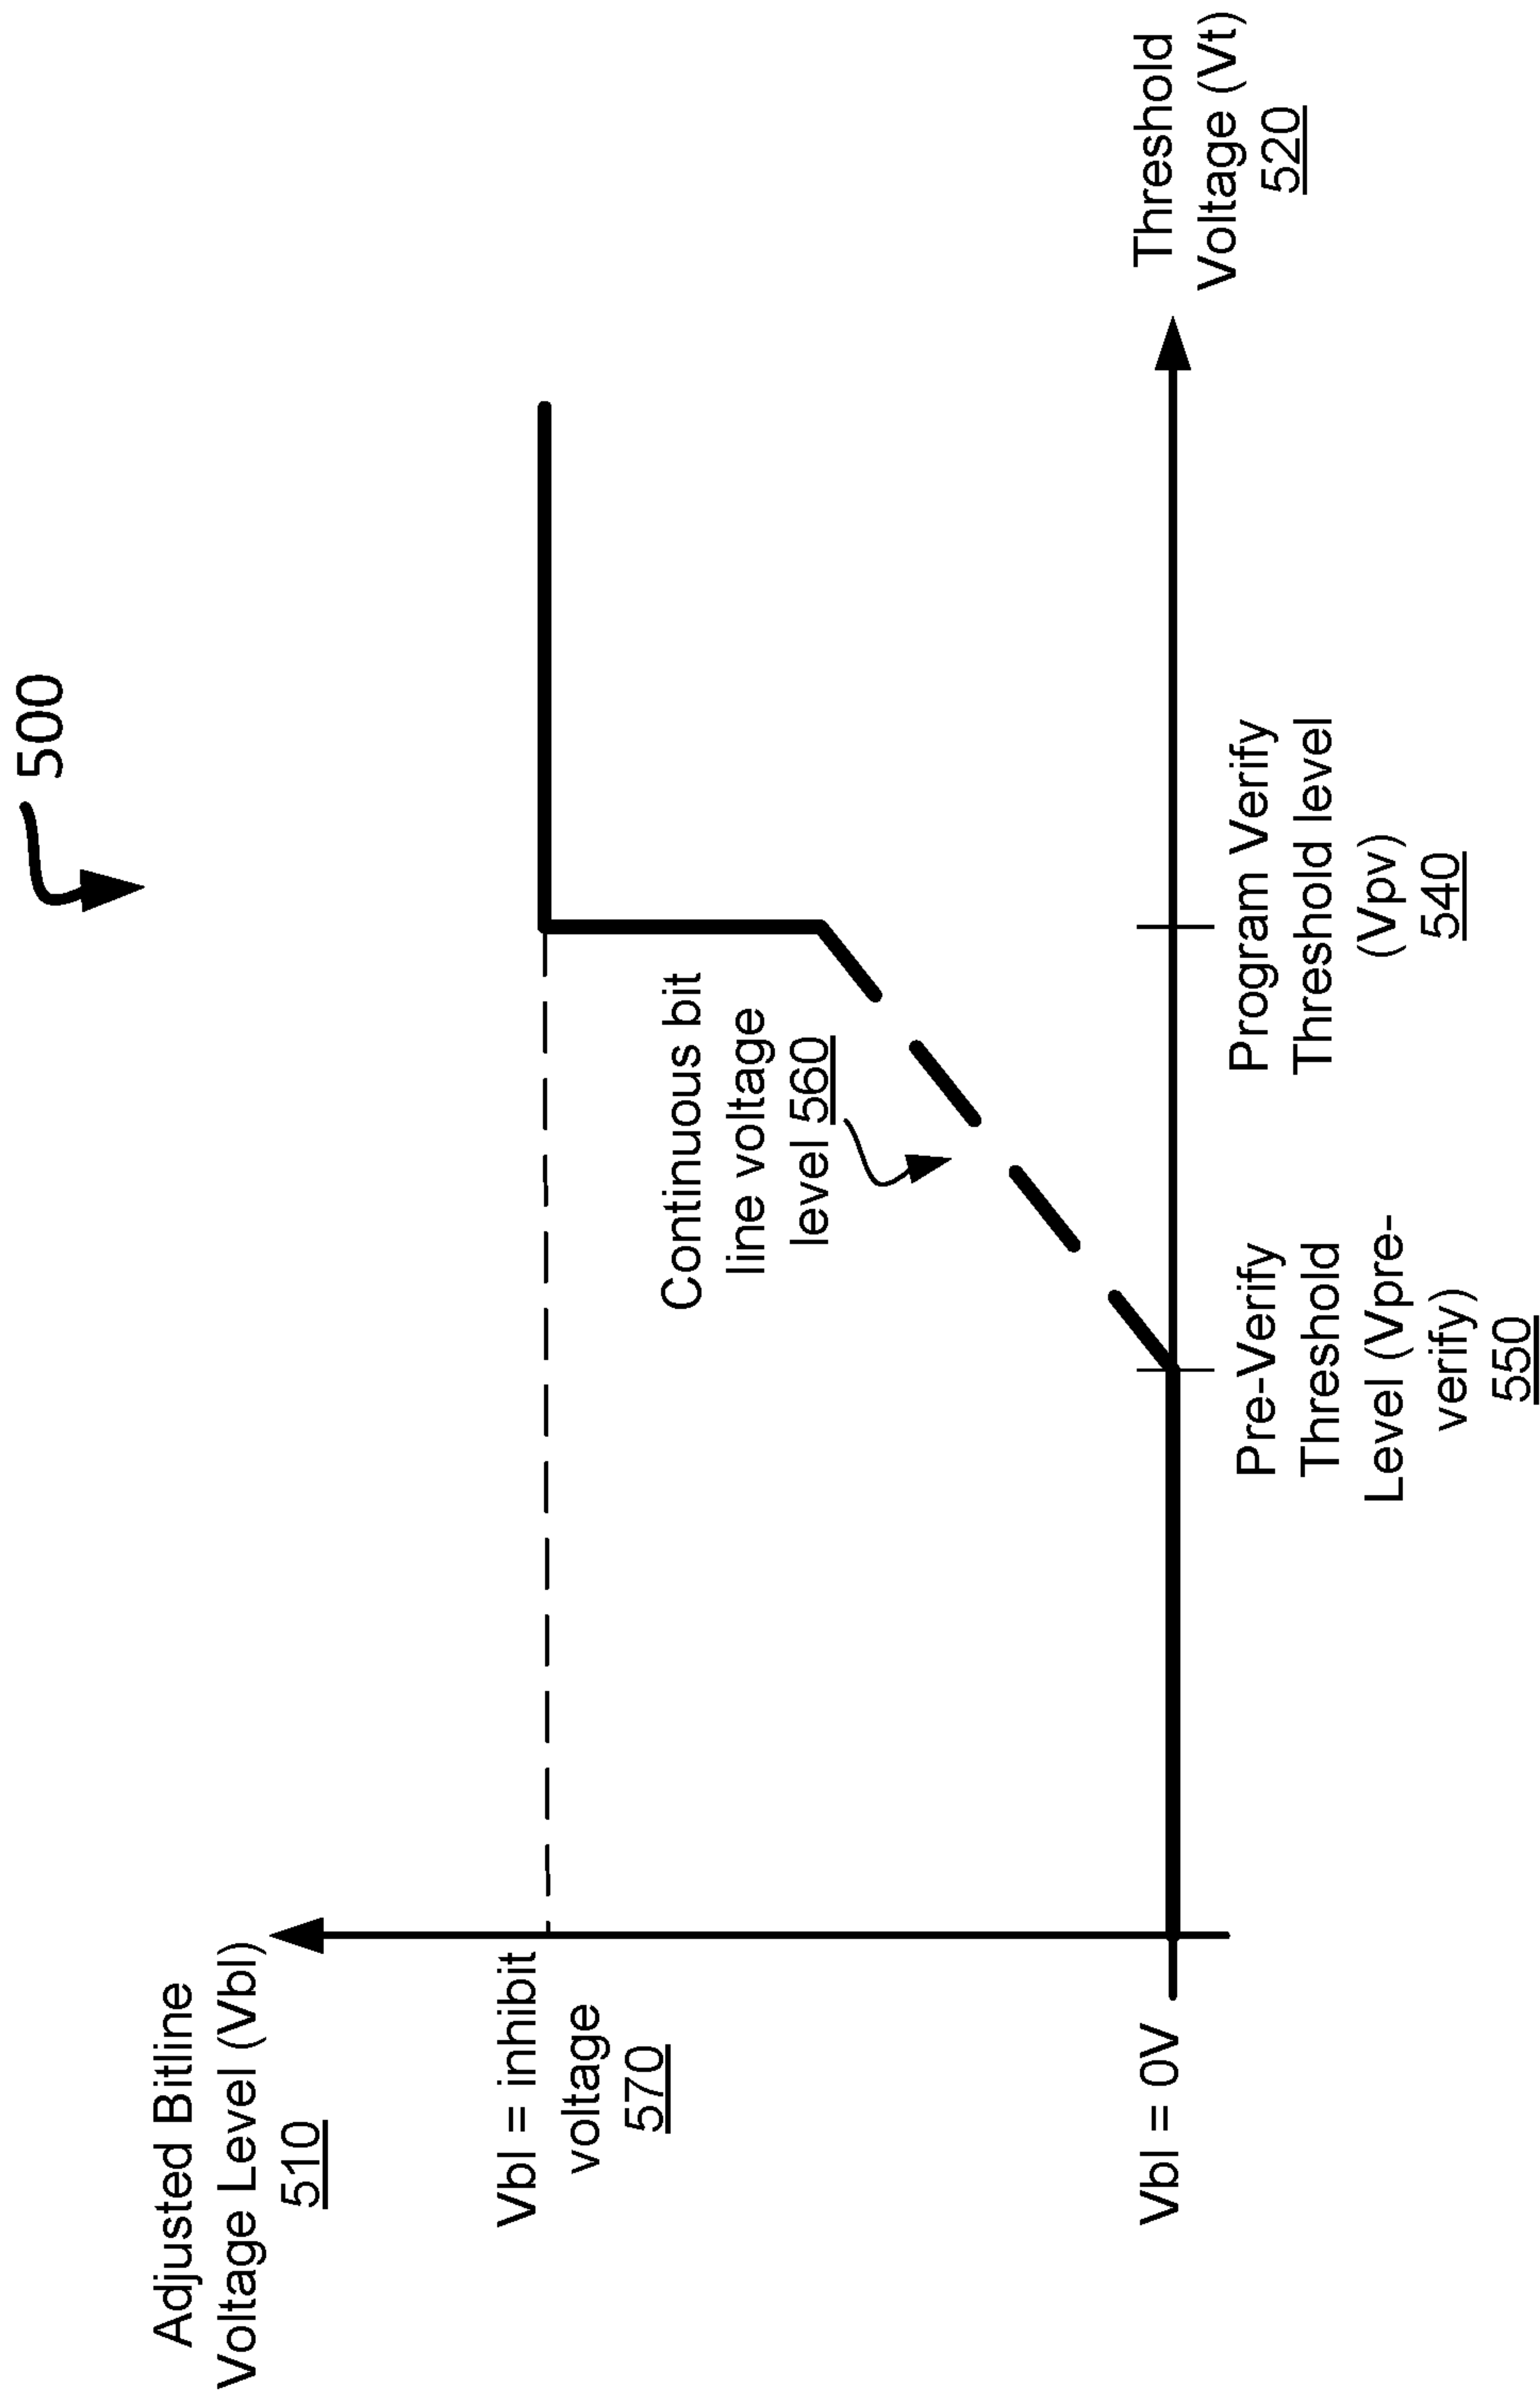 500
Adjusted Bitline
Voltage Level (Vbl)
510
Vbl = inhibit
voltage
570
Continuous bit
line voltage
level 560
Vbl = 0V
Threshold
Voltage (Vt)
520
Pre-Verify
Threshold
Level (Vpre-
verify)
550
Program Verify
Threshold level
(Vpv)
540